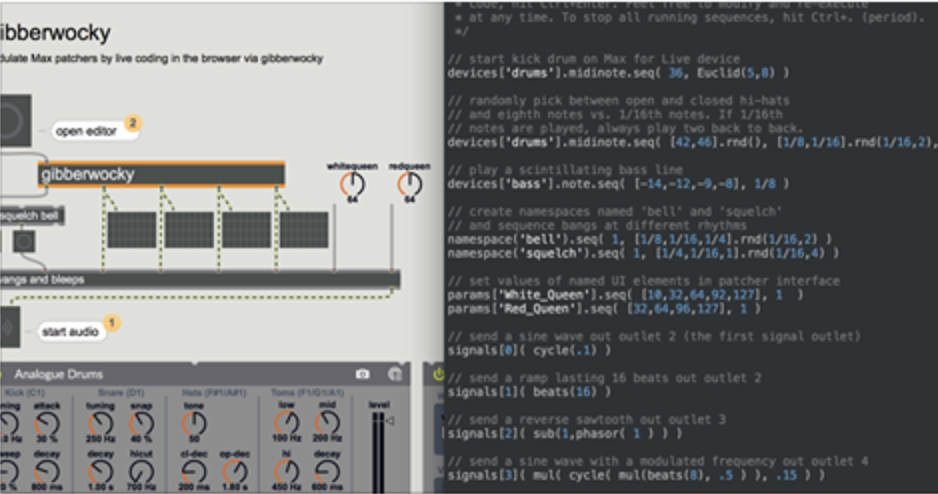 ibberwocky
dulate Max patchers by live coding in the browser via gibberwocky
open editor
2
gibberwocky
whitequeen
redqueen
64
64
squelch bell
bangs and bleeps
start audio
1
Analogue Drums
Kick (C1)
Snare (D1)
Hats (F#1/A#1)
Toms (F1/G1/A1)
attack
tuning
snap
tone
low
mid
level
30 %
250 Hz
40 %
50
100 Hz
200 Hz
decay
decay
hicut
cl-dec
op-dec
hi
decay
800 ms
1.00 s
700 Hz
200 ms
1.80 s
450 Hz
600 ms
* code, hit Ctrl+Enter. Feel free to modify and re-execute
* at any time. To stop all running sequences, hit Ctrl+. (period).
*/
// start kick drum on Max for Live device
devices['drums'].midinote.seq( 36, Euclid(5,8) )
// randomly pick between open and closed hi-hats
// and eighth notes vs. 1/16th notes. If 1/16th
// notes are played, always play two back to back.
devices['drums'].midinote.seq( [42,46].rnd(), [1/8,1/16].rnd(1/16,2),
// play a scintillating bass line
devices['bass'].note.seq( [-14,-12,-9,-8], 1/8 )
// create namespaces named 'bell' and 'squelch'
// and sequence bangs at different rhythms
namespace('bell').seq( 1, [1/8,1/16,1/4].rnd(1/16,2) )
namespace('squelch').seq( 1, [1/4,1/16,1].rnd(1/16,4) )
// set values of named UI elements in patcher interface
params['White_Queen'].seq( [10,32,64,92,127], 1  )
params['Red_Queen'].seq( [32,64,96,127], 1 )
// send a sine wave out outlet 2 (the first signal outlet)
signals[0]( cycle(.1) )
// send a ramp lasting 16 beats out outlet 2
signals[1]( beats(16) )
// send a reverse sawtooth out outlet 3
signals[2]( sub(1,phasor( 1 ) ) )
// send a sine wave with a modulated frequency out outlet 4
signals[3]( mul( cycle( mul(beats(8), .5 ) ), .15 ) )